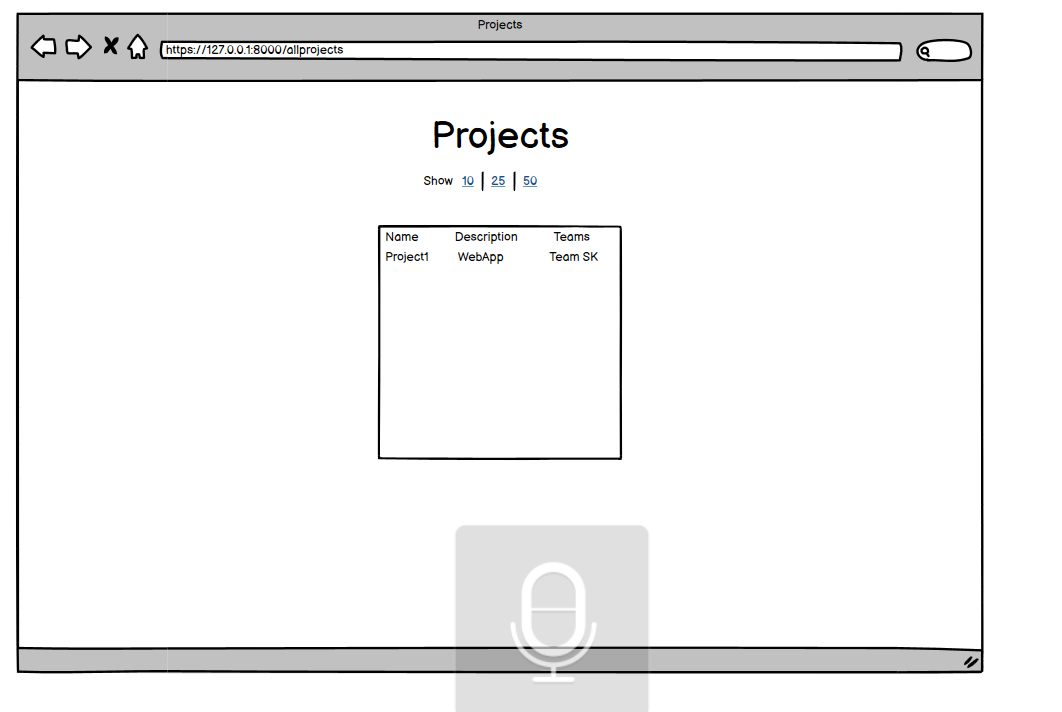 Projects
https://127.0.0.1:8000/allprojects
Projects
Show 10 | 25 | 50
Name Description Teams
Project1 WebApp Team SK